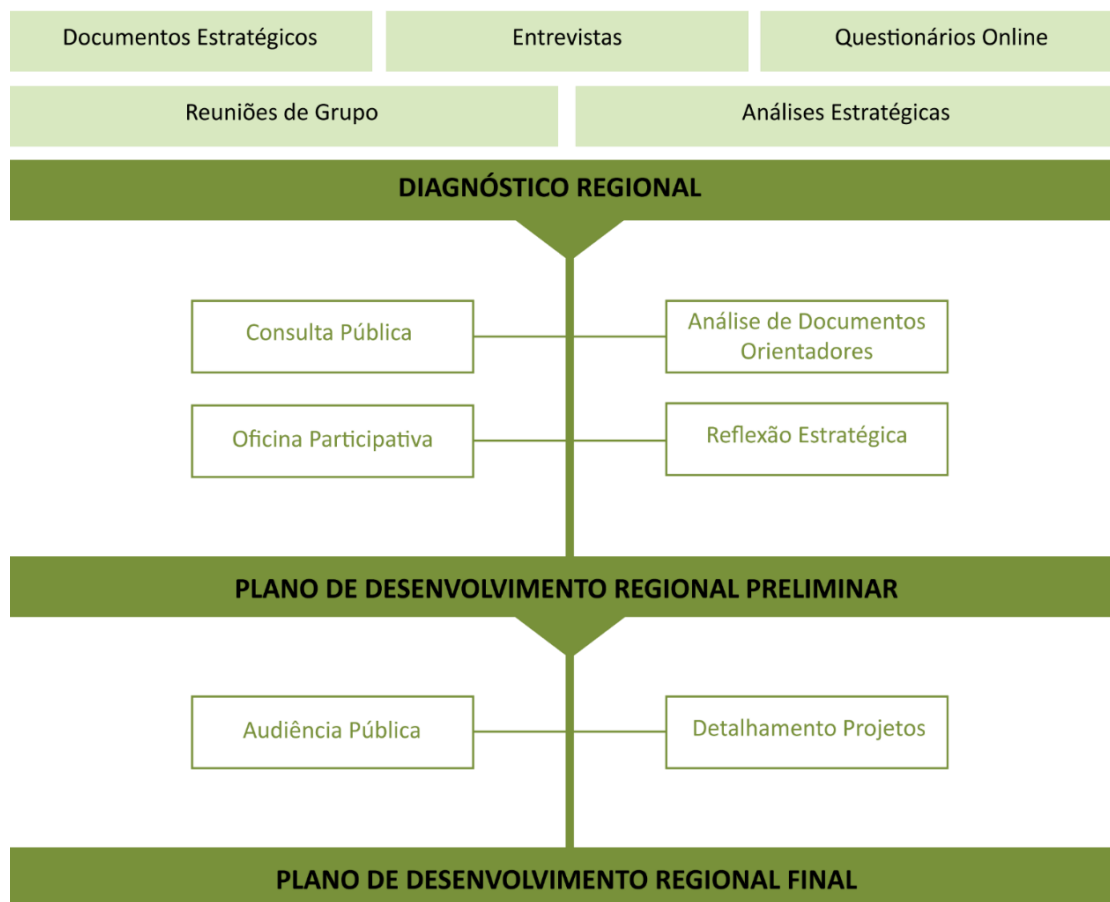 Documentos Estratégicos
Entrevistas
Questionários Online
Reuniões de Grupo
Análises Estratégicas
DIAGNÓSTICO REGIONAL
Consulta Pública
Análise de Documentos
Orientadores
Oficina Participativa
Reflexão Estratégica
PLANO DE DESENVOLVIMENTO REGIONAL PRELIMINAR
Audiência Pública
Detalhamento Projetos
PLANO DE DESENVOLVIMENTO REGIONAL FINAL